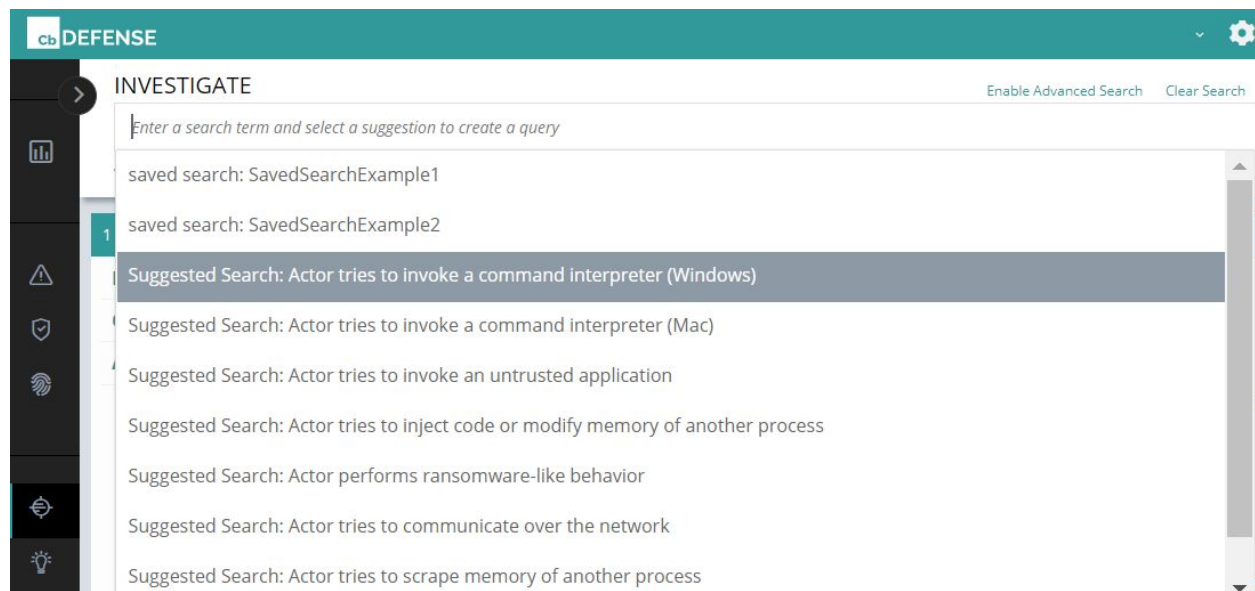 Cb DEFENSE
INVESTIGATE
Enable Advanced Search Clear Search
Enter a search term and select a suggestion to create a query
saved search: SavedSearchExample1
saved search: SavedSearchExample2
1
Suggested Search: Actor tries to invoke a command interpreter (Windows)
Suggested Search: Actor tries to invoke a command interpreter (Mac)
Suggested Search: Actor tries to invoke an untrusted application
Suggested Search: Actor tries to inject code or modify memory of another process
Suggested Search: Actor performs ransomware-like behavior
Suggested Search: Actor tries to communicate over the network
Suggested Search: Actor tries to scrape memory of another process